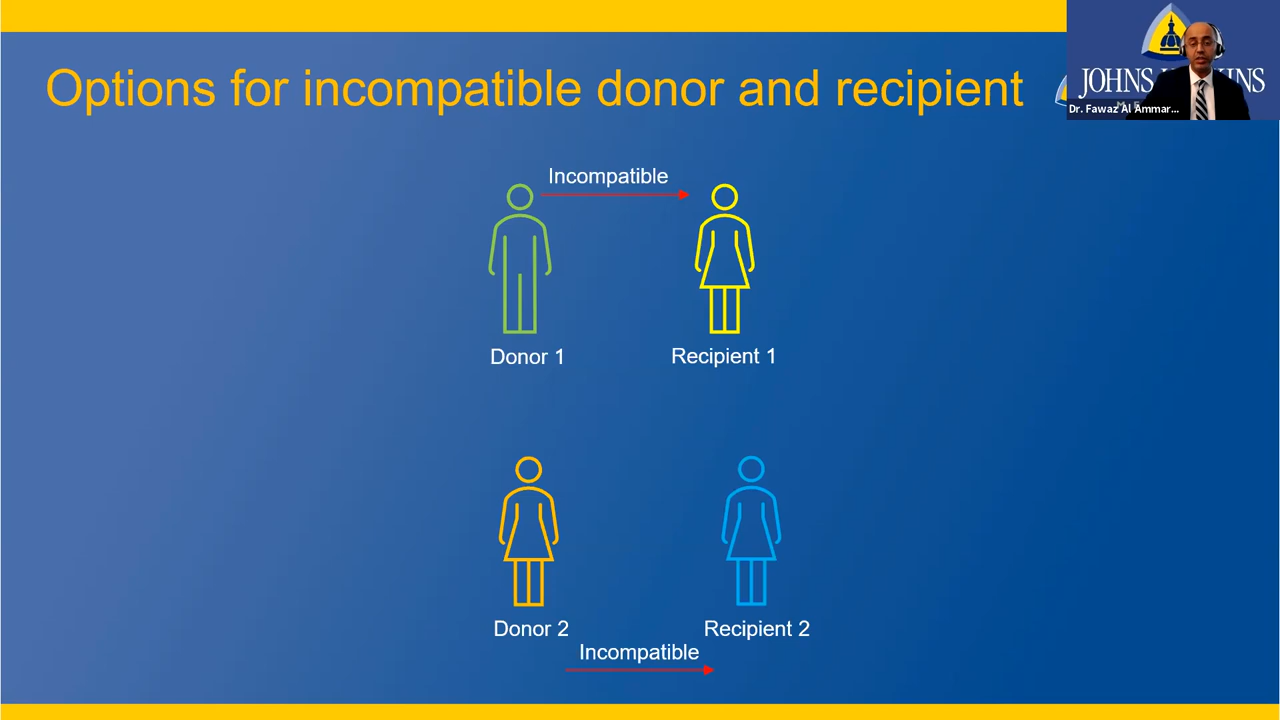 Options for incompatible donor and recipient
JOHNS
Dr. Fawaz Al Ammar...
Incompatible
Donor 1
Recipient 1
Donor 2
Recipient 2
Incompatible